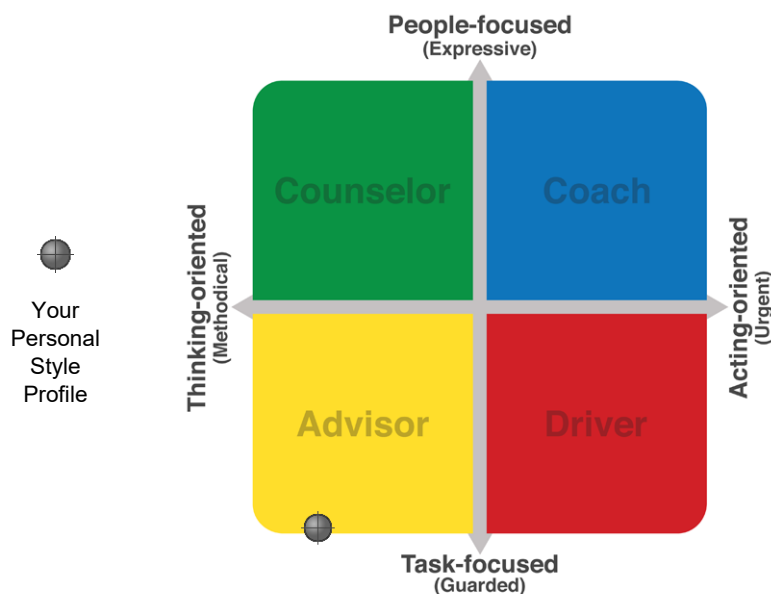 People-focused
(Expressive)
Counselor
Coach
Thinking-oriented
(Methodical)
Acting-oriented
(Urgent)
Your
Personal
Style
Profile
Advisor
Driver
Task-focused
(Guarded)